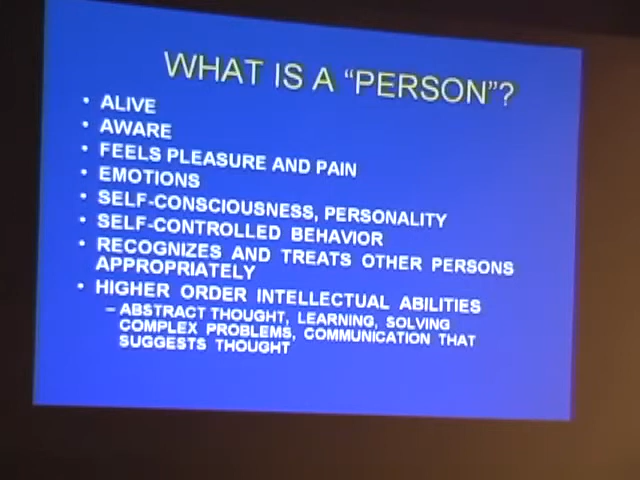 WHAT IS A “PERSON”?
• ALIVE
• AWARE
• FEELS PLEASURE AND PAIN
• EMOTIONS
• SELF-CONSCIOUSNESS, PERSONALITY
• SELF-CONTROLLED BEHAVIOR
• RECOGNIZES AND TREATS OTHER PERSONS
APPROPRIATELY
• HIGHER ORDER INTELLECTUAL ABILITIES
– ABSTRACT THOUGHT, LEARNING, SOLVING
COMPLEX PROBLEMS, COMMUNICATION THAT
SUGGESTS THOUGHT